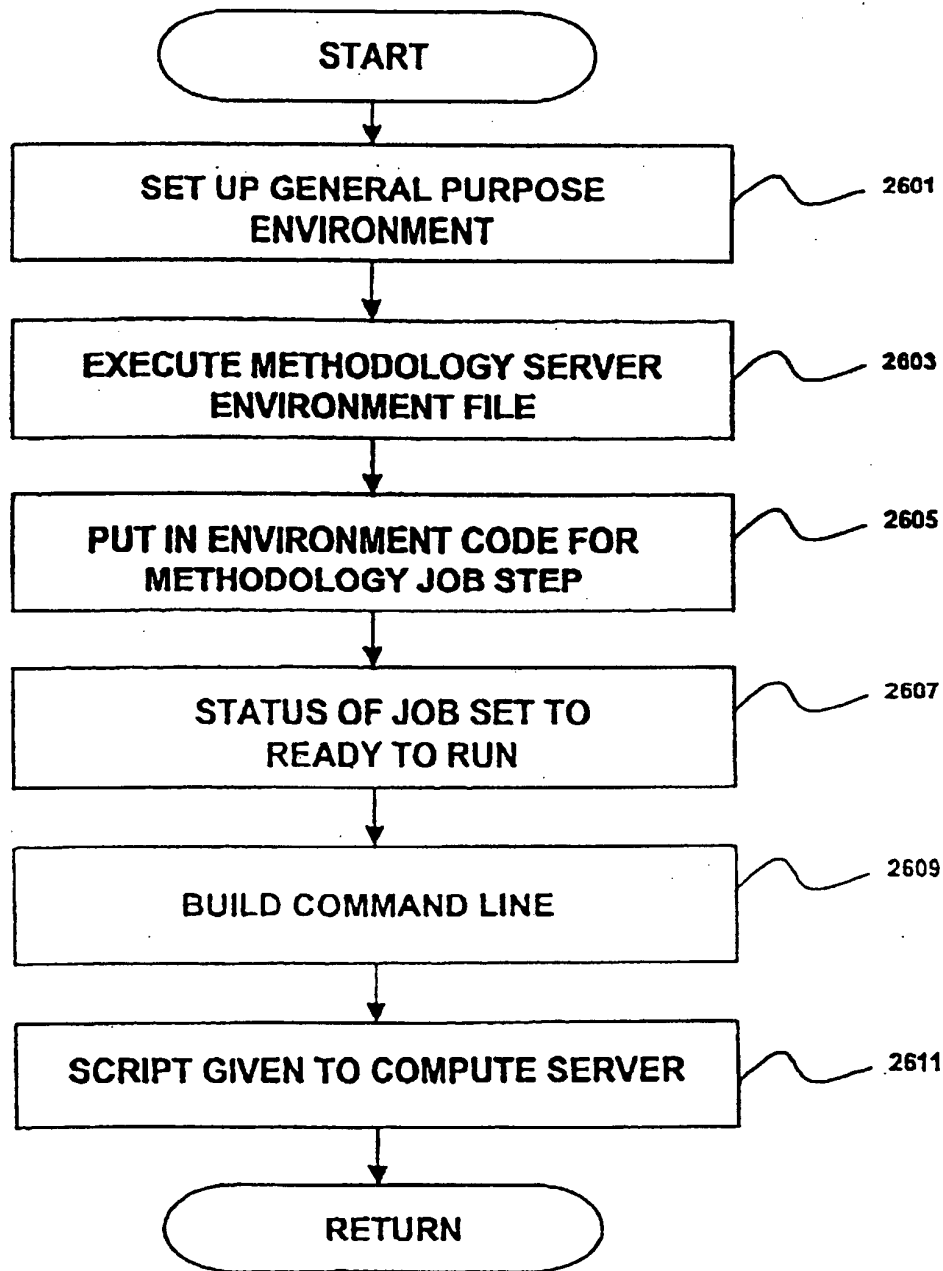 START
SET UP GENERAL PURPOSE
ENVIRONMENT
2601
EXECUTE METHODOLOGY SERVER
ENVIRONMENT FILE
2603
PUT IN ENVIRONMENT CODE FOR
METHODOLOGY JOB STEP
2605
STATUS OF JOB SET TO
READY TO RUN
2607
BUILD COMMAND LINE
2609
SCRIPT GIVEN TO COMPUTE SERVER
2611
RETURN